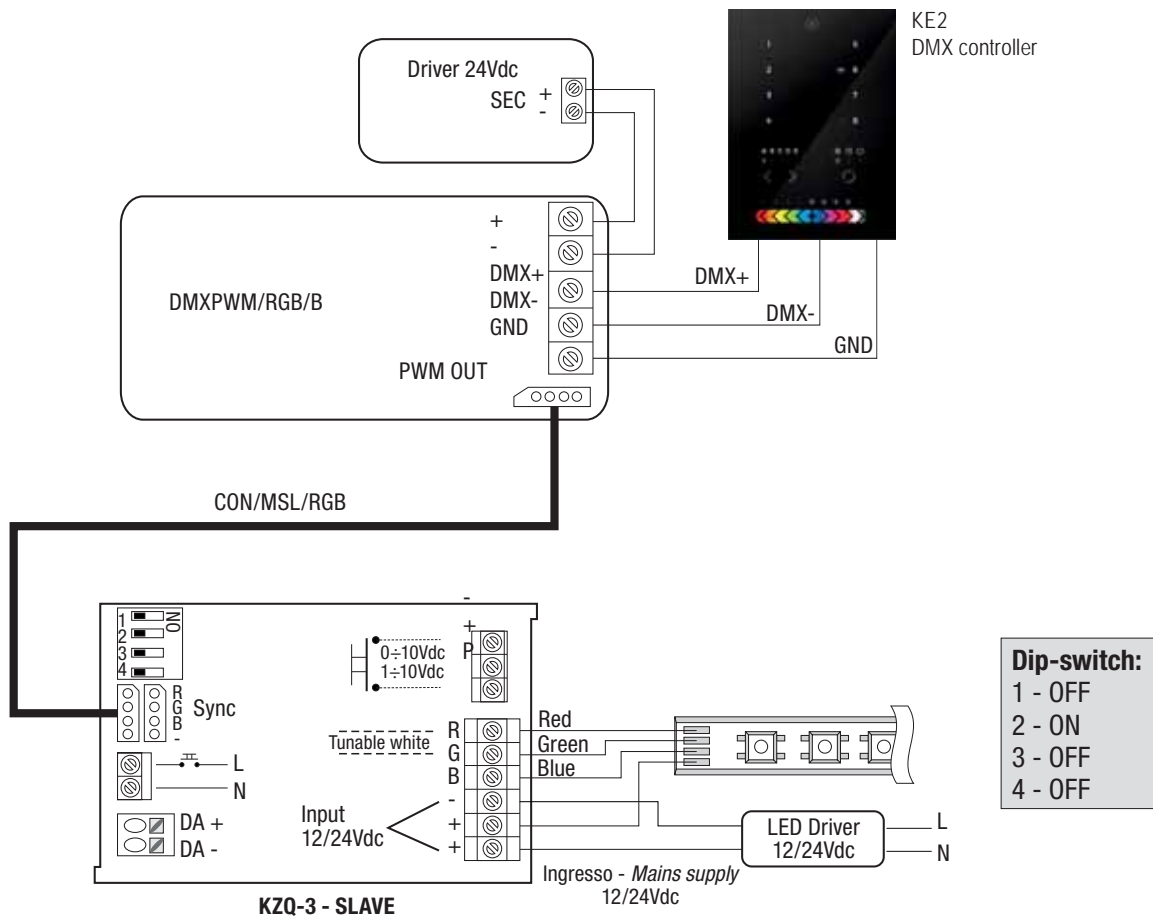 KE2
DMX controller
Driver 24Vdc
SEC
+
-
+
-
DMX+
DMX-
GND
DMXPWM/RGB/B
PWM OUT
DMX+
DMX-
GND
CON/MSL/RGB
1
2
3
4
ON
R
G
B
-
Sync
L
N
DA +
DA -
-
+
P
0÷10Vdc
1÷10Vdc
Tunable white
R
G
B
-
+
+
Input
12/24Vdc
Red
Green
Blue
LED Driver
12/24Vdc
L
N
Ingresso - Mains supply
12/24Vdc
KZQ-3 - SLAVE
Dip-switch:
1 - OFF
2 - ON
3 - OFF
4 - OFF